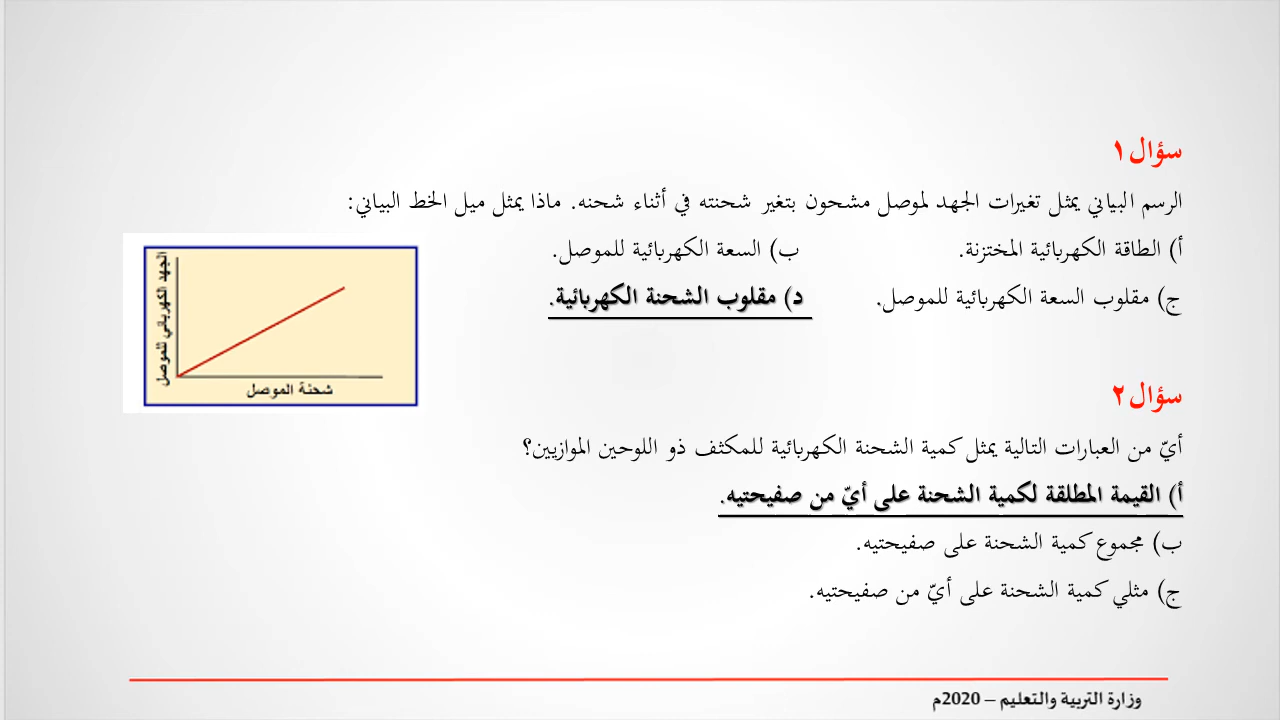 سؤال ١
الرسم البياني يمثل تغيرات الجهد لموصل مشحون بتغير شحنته في أثناء شحنه. ماذا يمثل ميل الخط البياني:
أ) الطاقة الكهربائية المختزنة. ب) السعة الكهربائية للموصل.
ج) مقلوب السعة الكهربائية للموصل. د) مقلوب الشحنة الكهربائية.
الجهد الكهربائي للموصل
شحنة الموصل
سؤال ٢
أيّ من العبارات التالية يمثل كمية الشحنة الكهربائية للمكثف ذو اللوحين الموازيين؟
أ) القيمة المطلقة لكمية الشحنة على أيّ من صفيحتيه.
ب) مجموع كمية الشحنة على صفيحتيه.
ج) مثلي كمية الشحنة على أيّ من صفيحتيه.
وزارة التربية والتعليم – 2020م